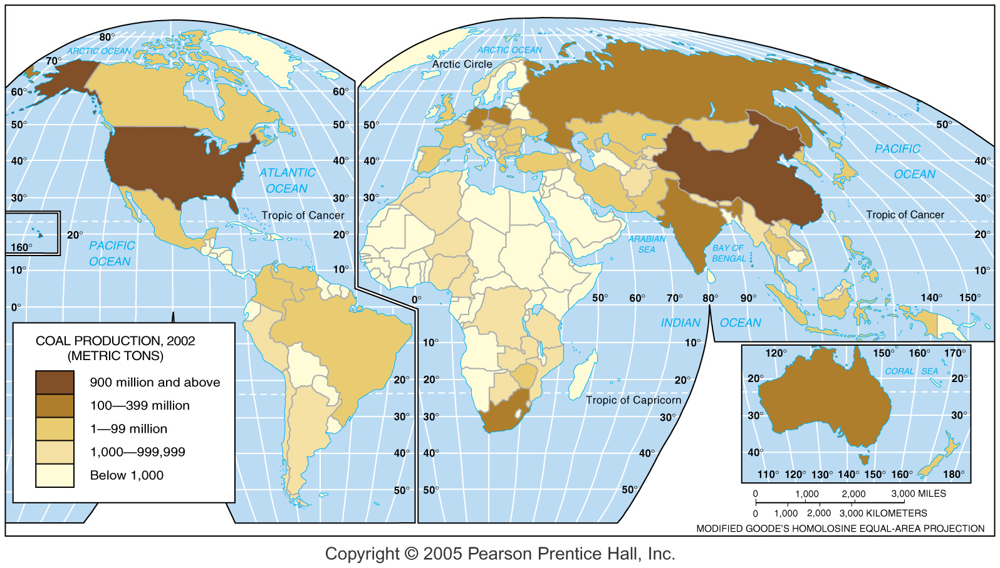 80°
ARCTIC OCEAN
70°
60°
50°
40°
30°
20°
160°
10°
0°
PACIFIC
OCEAN
60°
50°
40°
30°
20°
10°
ATLANTIC
OCEAN
Tropic of Cancer
ARCTIC OCEAN
Arctic Circle
50°
40°
30°
0°
50°
60°
70°
80°
90°
140°
150°
ARABIAN
SEA
BAY OF
BENGAL
PACIFIC
OCEAN
50°
40°
30°
Tropic of Cancer
20°
10°
INDIAN
OCEAN
10°
20°
Tropic of Capricorn
30°
40°
50°
10°
20°
30°
40°
50°
20°
30°
40°
50°
COAL PRODUCTION, 2002
(METRIC TONS)
900 million and above
100—399 million
1—99 million
1,000—999,999
Below 1,000
120°
150°
160°
170°
CORAL SEA
20°
20°
30°
30°
40°
110°
120°
130°
140°
150°
160°
180°
0 1,000 2,000 3,000 MILES
0 1,000 2,000 3,000 KILOMETERS
MODIFIED GOODE'S HOMOLOSINE EQUAL-AREA PROJECTION
Copyright © 2005 Pearson Prentice Hall, Inc.